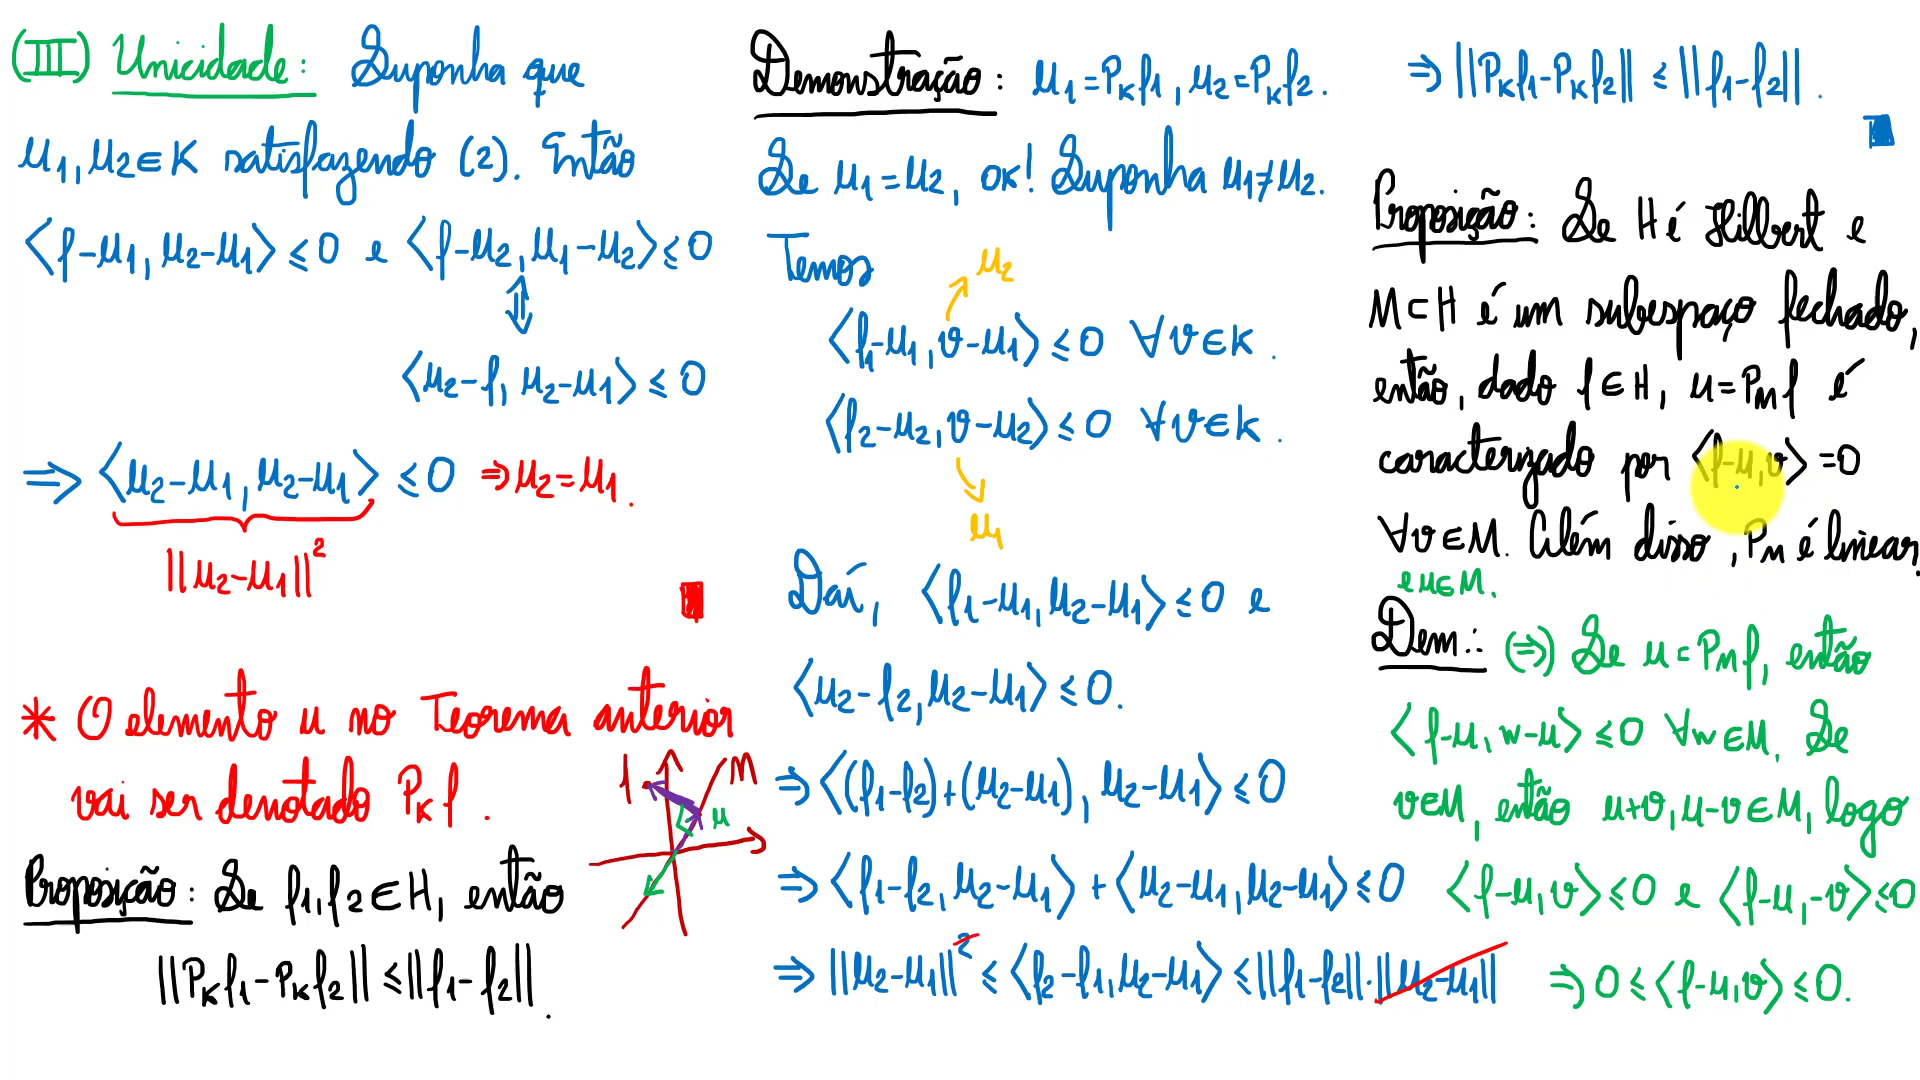 (III) Unicidade: Suponha que
u₁, u₂ ∈ K satisfazendo (2). Então
⟨f-u₁, u₂-u₁⟩ ≤ 0 e ⟨f-u₂, u₁-u₂⟩ ≤ 0
⇕
⟨u₂-f, u₂-u₁⟩ ≤ 0
⇒ ⟨u₂-u₁, u₂-u₁⟩ ≤ 0 ⇒ u₂=u₁.
||u₂-u₁||²
* O elemento u no Teorema anterior
vai ser denotado P_K f.
Proposição: Se f₁, f₂ ∈ H, então
||P_K f₁ - P_K f₂|| ≤ ||f₁-f₂||.
f
M
u
Demonstração: u₁=P_K f₁, u₂=P_K f₂.
Se u₁=u₂, OK! Suponha u₁≠u₂.
Temos
u₂
⟨f₁-u₁, v-u₁⟩ ≤ 0 ∀v∈K.
⟨f₂-u₂, v-u₂⟩ ≤ 0 ∀v∈K.
u₁
Daí, ⟨f₁-u₁, u₂-u₁⟩ ≤ 0 e
⟨u₂-f₂, u₂-u₁⟩ ≤ 0.
⇒ ⟨(f₁-f₂)+(u₂-u₁), u₂-u₁⟩ ≤ 0
⇒ ⟨f₁-f₂, u₂-u₁⟩ + ⟨u₂-u₁, u₂-u₁⟩ ≤ 0
⇒ ||u₂-u₁||² ≤ ⟨f₂-f₁, u₂-u₁⟩ ≤ ||f₁-f₂||·||u₂-u₁||
⇒ ||P_K f₁ - P_K f₂|| ≤ ||f₁-f₂||.
Proposição: Se H é Hilbert e
M⊂H é um subespaço fechado,
então, dado f∈H, u=P_M f é
caracterizado por ⟨f-u, v⟩ = 0
∀v∈M. Além disso, P_M é linear.
e u∈M.
Dem.: (⇒) Se u=P_M f, então
⟨f-u, w-u⟩ ≤ 0 ∀w∈M. Se
v∈M, então u+v, u-v∈M, logo
⟨f-u, v⟩ ≤ 0 e ⟨f-u, -v⟩ ≤ 0
⇒ 0 ≤ ⟨f-u, v⟩ ≤ 0.